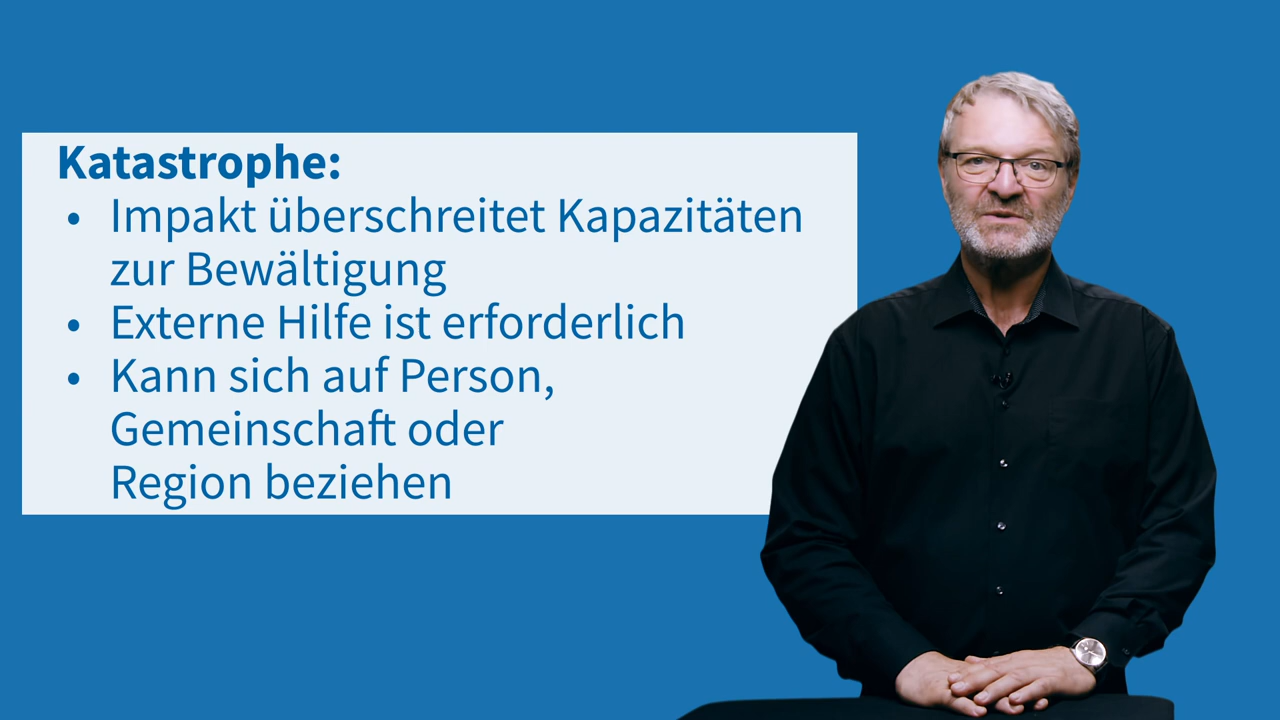 Katastrophe:
• Impakt überschreitet Kapazitäten
zur Bewältigung
• Externe Hilfe ist erforderlich
• Kann sich auf Person,
Gemeinschaft oder
Region beziehen